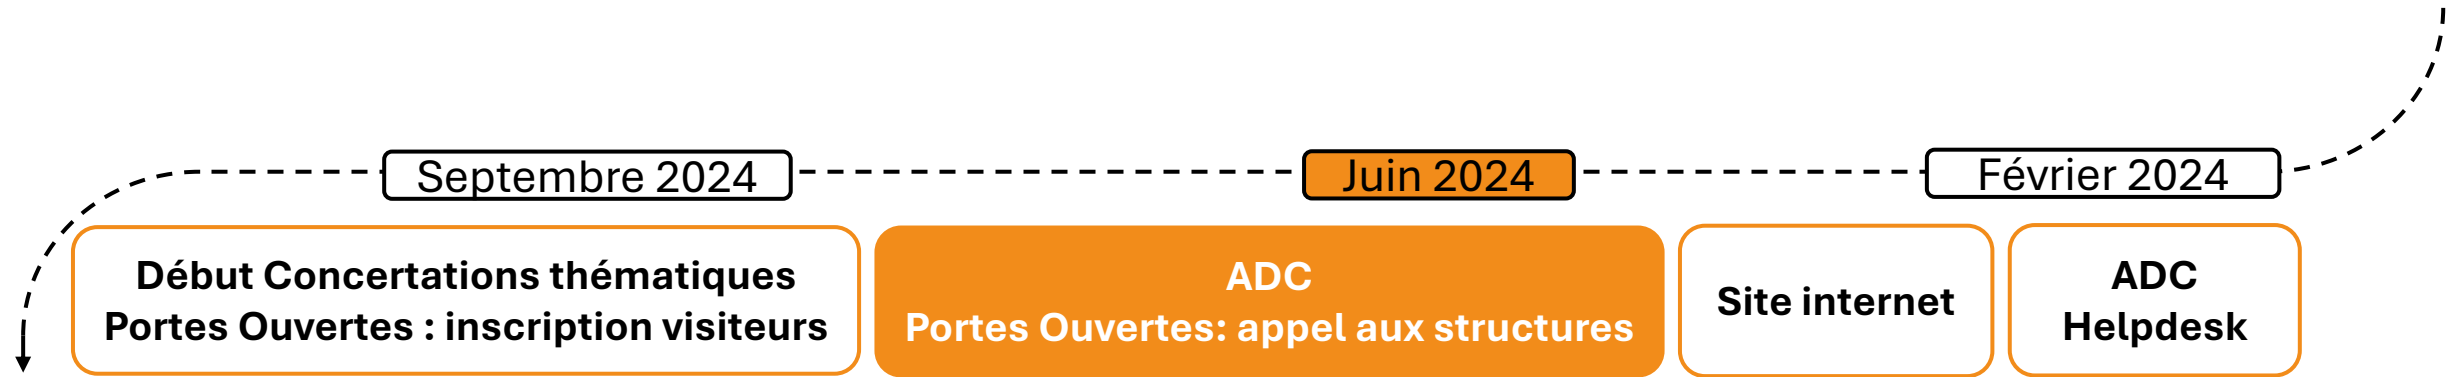 Septembre 2024
Juin 2024
Février 2024
Début Concertations thématiques
Portes Ouvertes : inscription visiteurs
ADC
Portes Ouvertes: appel aux structures
Site internet
ADC
Helpdesk